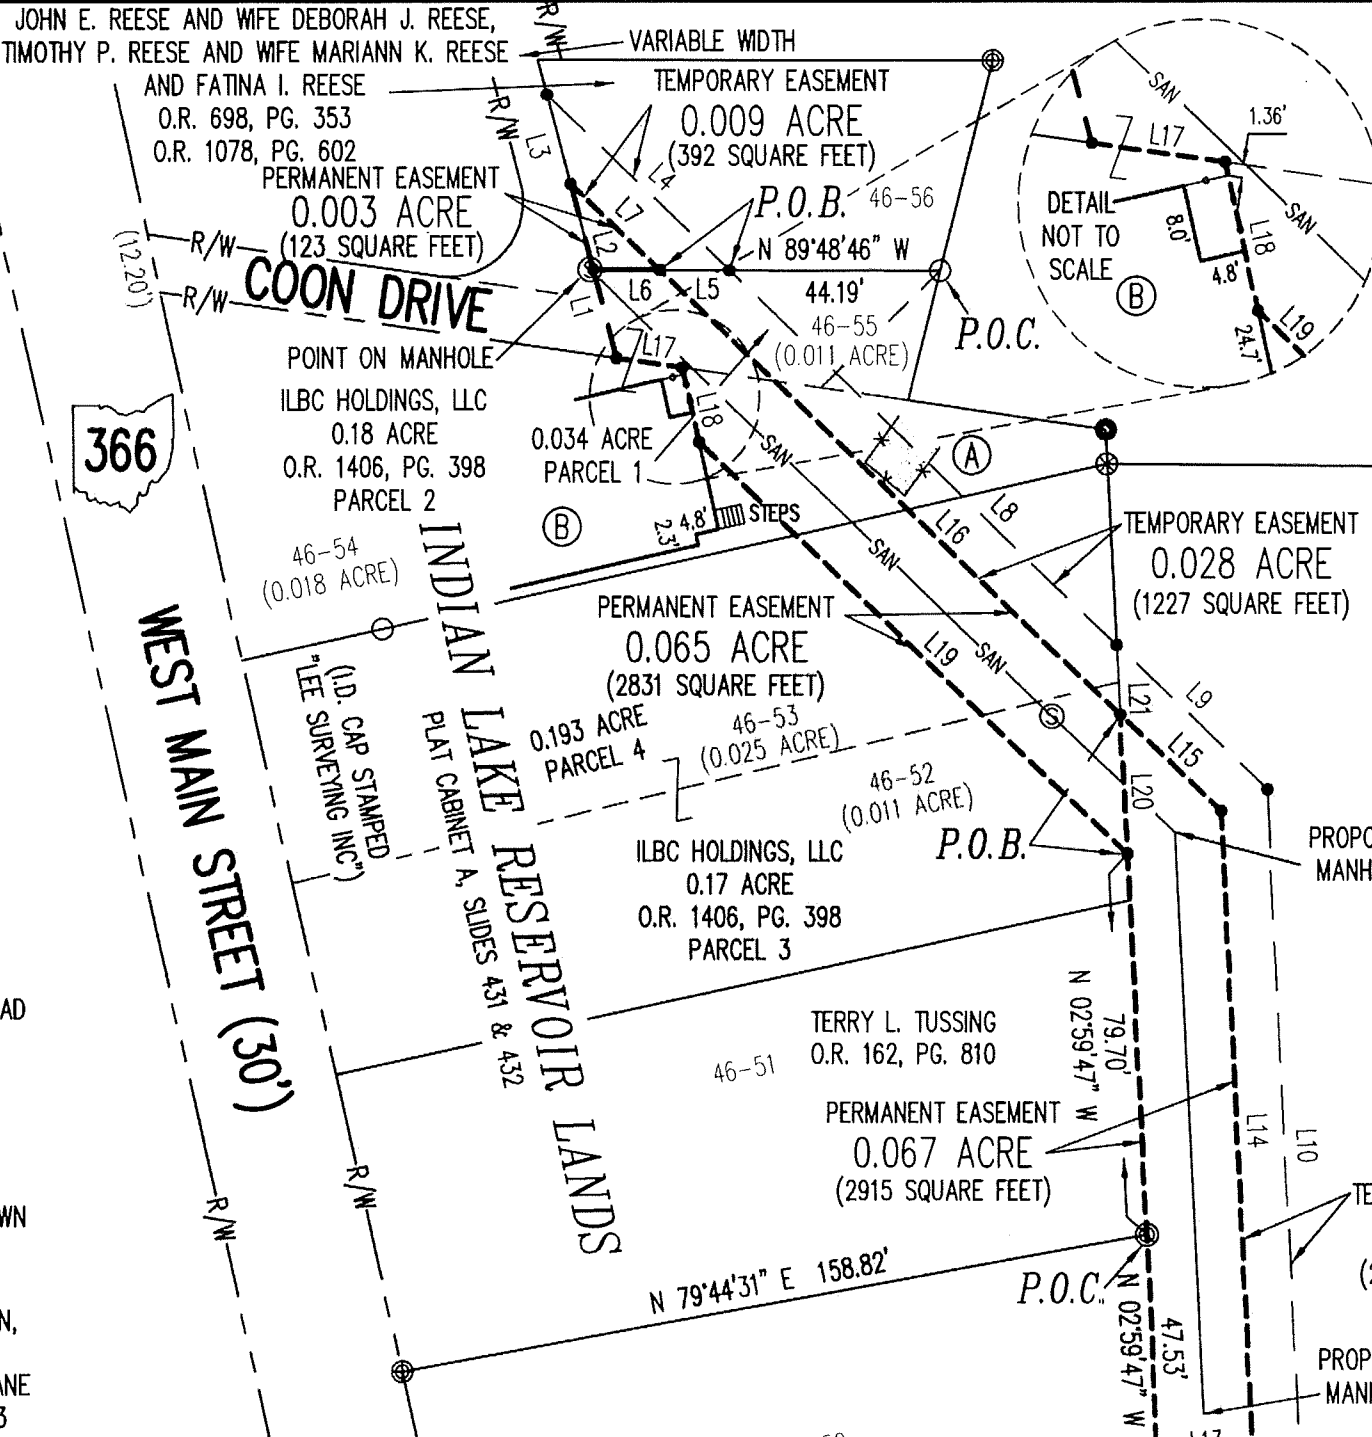 JOHN E. REESE AND WIFE DEBORAH J. REESE,
TIMOTHY P. REESE AND WIFE MARIANN K. REESE
AND FATINA I. REESE
O.R. 698, PG. 353
O.R. 1078, PG. 602
R/W
VARIABLE WIDTH
TEMPORARY EASEMENT
0.009 ACRE
(392 SQUARE FEET)
R/W
L3
L4
PERMANENT EASEMENT
0.003 ACRE
(123 SQUARE FEET)
L7
L2
P.O.B.
46-56
N 89°48'46" W
44.19'
L6
L5
L1
46-55
(0.011 ACRE)
P.O.C.
SAN
1.36'
L17
DETAIL
NOT TO
SCALE
8.0'
4.8'
L18
SAN
B
L19
24.7'
(12.20')
R/W
R/W
COON DRIVE
POINT ON MANHOLE
L17
ILBC HOLDINGS, LLC
0.18 ACRE
O.R. 1406, PG. 398
PARCEL 2
366
L18
0.034 ACRE
PARCEL 1
SAN
A
B
2.3'
4.8'
STEPS
L16
L8
TEMPORARY EASEMENT
0.028 ACRE
(1227 SQUARE FEET)
46-54
(0.018 ACRE)
SAN
PERMANENT EASEMENT
0.065 ACRE
(2831 SQUARE FEET)
L19
SAN
S
L21
L9
L15
L20
(I.D. CAP STAMPED
"LEE SURVEYING INC")
WEST MAIN STREET (30')
INDIAN LAKE RESERVOIR LANDS
PLAT CABINET A, SLIDES 431 & 432
0.193 ACRE
PARCEL 4
46-53
(0.025 ACRE)
46-52
(0.011 ACRE)
P.O.B.
PROPO
MANH
ILBC HOLDINGS, LLC
0.17 ACRE
O.R. 1406, PG. 398
PARCEL 3
AD
TERRY L. TUSSING
O.R. 162, PG. 810
46-51
N 02°59'47" W
79.70'
PERMANENT EASEMENT
0.067 ACRE
(2915 SQUARE FEET)
L14
L10
R/W
R/W
WN
TE
N 79°44'31" E 158.82'
P.O.C.
N 02°59'47" W
47.53'
N,
PROP
MANH
ANE
3
L13